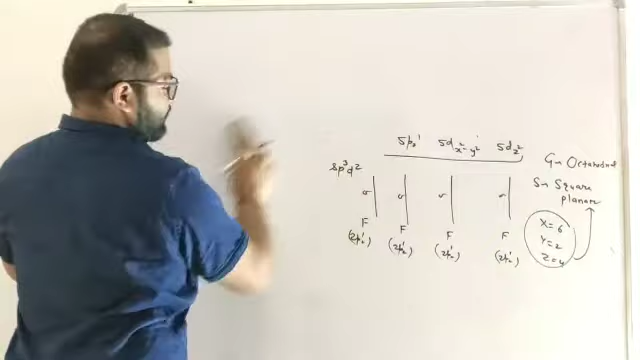 5pz¹ 5dx²-y² 5dz²
sp³d²
G→ Octahedral
S→ Square
planar
σ σ σ σ
F F F F
(2pz¹) (2pz¹) (2pz¹) (2pz¹)
X=6
Y=2
Z=4